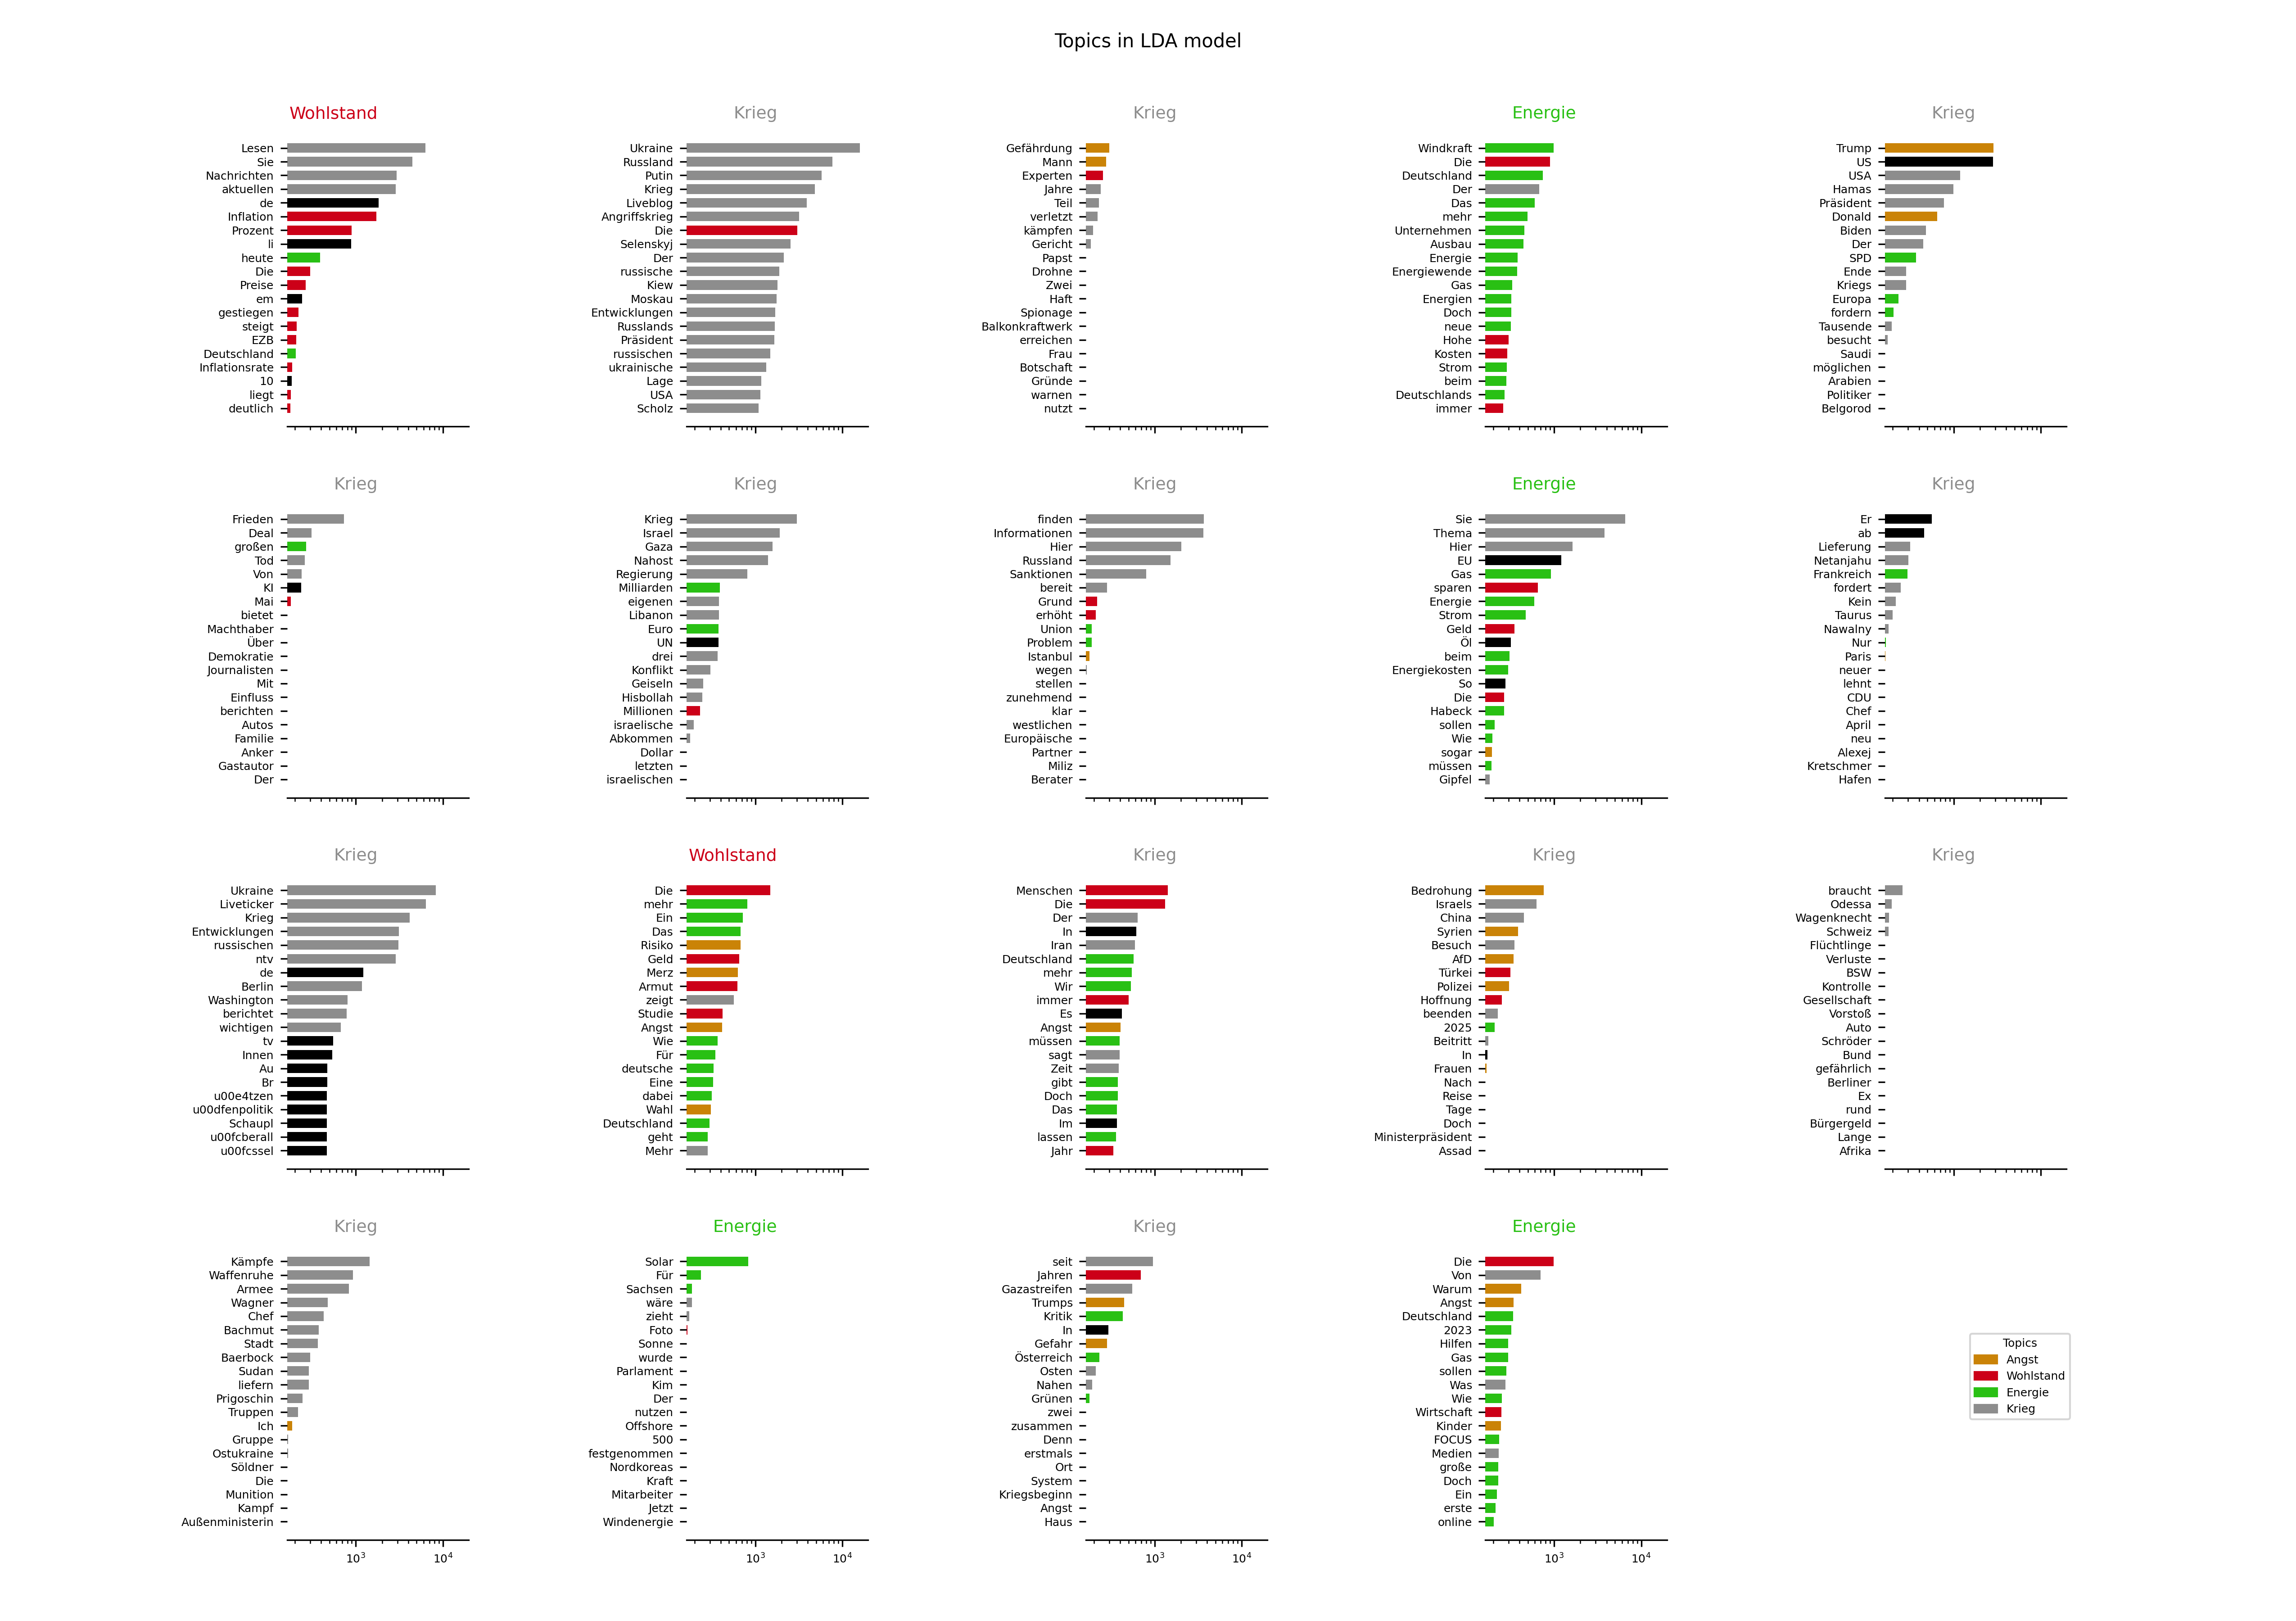 Topics in LDA model
Wohlstand
Lesen
Sie
Nachrichten
aktuellen
de
Inflation
Prozent
li
heute
Die
Preise
em
gestiegen
steigt
EZB
Deutschland
Inflationsrate
10
liegt
deutlich
Krieg
Ukraine
Russland
Putin
Krieg
Liveblog
Angriffskrieg
Die
Selenskyj
Der
russische
Kiew
Moskau
Entwicklungen
Russlands
Präsident
russischen
ukrainische
Lage
USA
Scholz
Krieg
Gefährdung
Mann
Experten
Jahre
Teil
verletzt
kämpfen
Gericht
Papst
Drohne
Zwei
Haft
Spionage
Balkonkraftwerk
erreichen
Frau
Botschaft
Gründe
warnen
nutzt
Energie
Windkraft
Die
Deutschland
Der
Das
mehr
Unternehmen
Ausbau
Energie
Energiewende
Gas
Energien
Doch
neue
Hohe
Kosten
Strom
beim
Deutschlands
immer
Krieg
Trump
US
USA
Hamas
Präsident
Donald
Biden
Der
SPD
Ende
Kriegs
Europa
fordern
Tausende
besucht
Saudi
möglichen
Arabien
Politiker
Belgorod
Krieg
Frieden
Deal
großen
Tod
Von
KI
Mai
bietet
Machthaber
Über
Demokratie
Journalisten
Mit
Einfluss
berichten
Autos
Familie
Anker
Gastautor
Der
Krieg
Krieg
Israel
Gaza
Nahost
Regierung
Milliarden
eigenen
Libanon
Euro
UN
drei
Konflikt
Geiseln
Hisbollah
Millionen
israelische
Abkommen
Dollar
letzten
israelischen
Krieg
finden
Informationen
Hier
Russland
Sanktionen
bereit
Grund
erhöht
Union
Problem
Istanbul
wegen
stellen
zunehmend
klar
westlichen
Europäische
Partner
Miliz
Berater
Energie
Sie
Thema
Hier
EU
Gas
sparen
Energie
Strom
Geld
Öl
beim
Energiekosten
So
Die
Habeck
sollen
Wie
sogar
müssen
Gipfel
Krieg
Er
ab
Lieferung
Netanjahu
Frankreich
fordert
Kein
Taurus
Nawalny
Nur
Paris
neuer
lehnt
CDU
Chef
April
neu
Alexej
Kretschmer
Hafen
Krieg
Ukraine
Liveticker
Krieg
Entwicklungen
russischen
ntv
de
Berlin
Washington
berichtet
wichtigen
tv
Innen
Au
Br
u00e4tzen
u00dfenpolitik
Schaupl
u00fcberall
u00fcssel
Wohlstand
Die
mehr
Ein
Das
Risiko
Geld
Merz
Armut
zeigt
Studie
Angst
Wie
Für
deutsche
Eine
dabei
Wahl
Deutschland
geht
Mehr
Krieg
Menschen
Die
Der
In
Iran
Deutschland
mehr
Wir
immer
Es
Angst
müssen
sagt
Zeit
gibt
Doch
Das
Im
lassen
Jahr
Krieg
Bedrohung
Israels
China
Syrien
Besuch
AfD
Türkei
Polizei
Hoffnung
beenden
2025
Beitritt
In
Frauen
Nach
Reise
Tage
Doch
Ministerpräsident
Assad
Krieg
braucht
Odessa
Wagenknecht
Schweiz
Flüchtlinge
Verluste
BSW
Kontrolle
Gesellschaft
Vorstoß
Auto
Schröder
Bund
gefährlich
Berliner
Ex
rund
Bürgergeld
Lange
Afrika
Krieg
Kämpfe
Waffenruhe
Armee
Wagner
Chef
Bachmut
Stadt
Baerbock
Sudan
liefern
Prigoschin
Truppen
Ich
Gruppe
Ostukraine
Söldner
Die
Munition
Kampf
Außenministerin
10³ 10⁴
Energie
Solar
Für
Sachsen
wäre
zieht
Foto
Sonne
wurde
Parlament
Kim
Der
nutzen
Offshore
500
festgenommen
Nordkoreas
Kraft
Mitarbeiter
Jetzt
Windenergie
10³ 10⁴
Krieg
seit
Jahren
Gazastreifen
Trumps
Kritik
In
Gefahr
Österreich
Osten
Nahen
Grünen
zwei
zusammen
Denn
erstmals
Ort
System
Kriegsbeginn
Angst
Haus
10³ 10⁴
Energie
Die
Von
Warum
Angst
Deutschland
2023
Hilfen
Gas
sollen
Was
Wie
Wirtschaft
Kinder
FOCUS
Medien
große
Doch
Ein
erste
online
10³ 10⁴
Topics
Angst
Wohlstand
Energie
Krieg